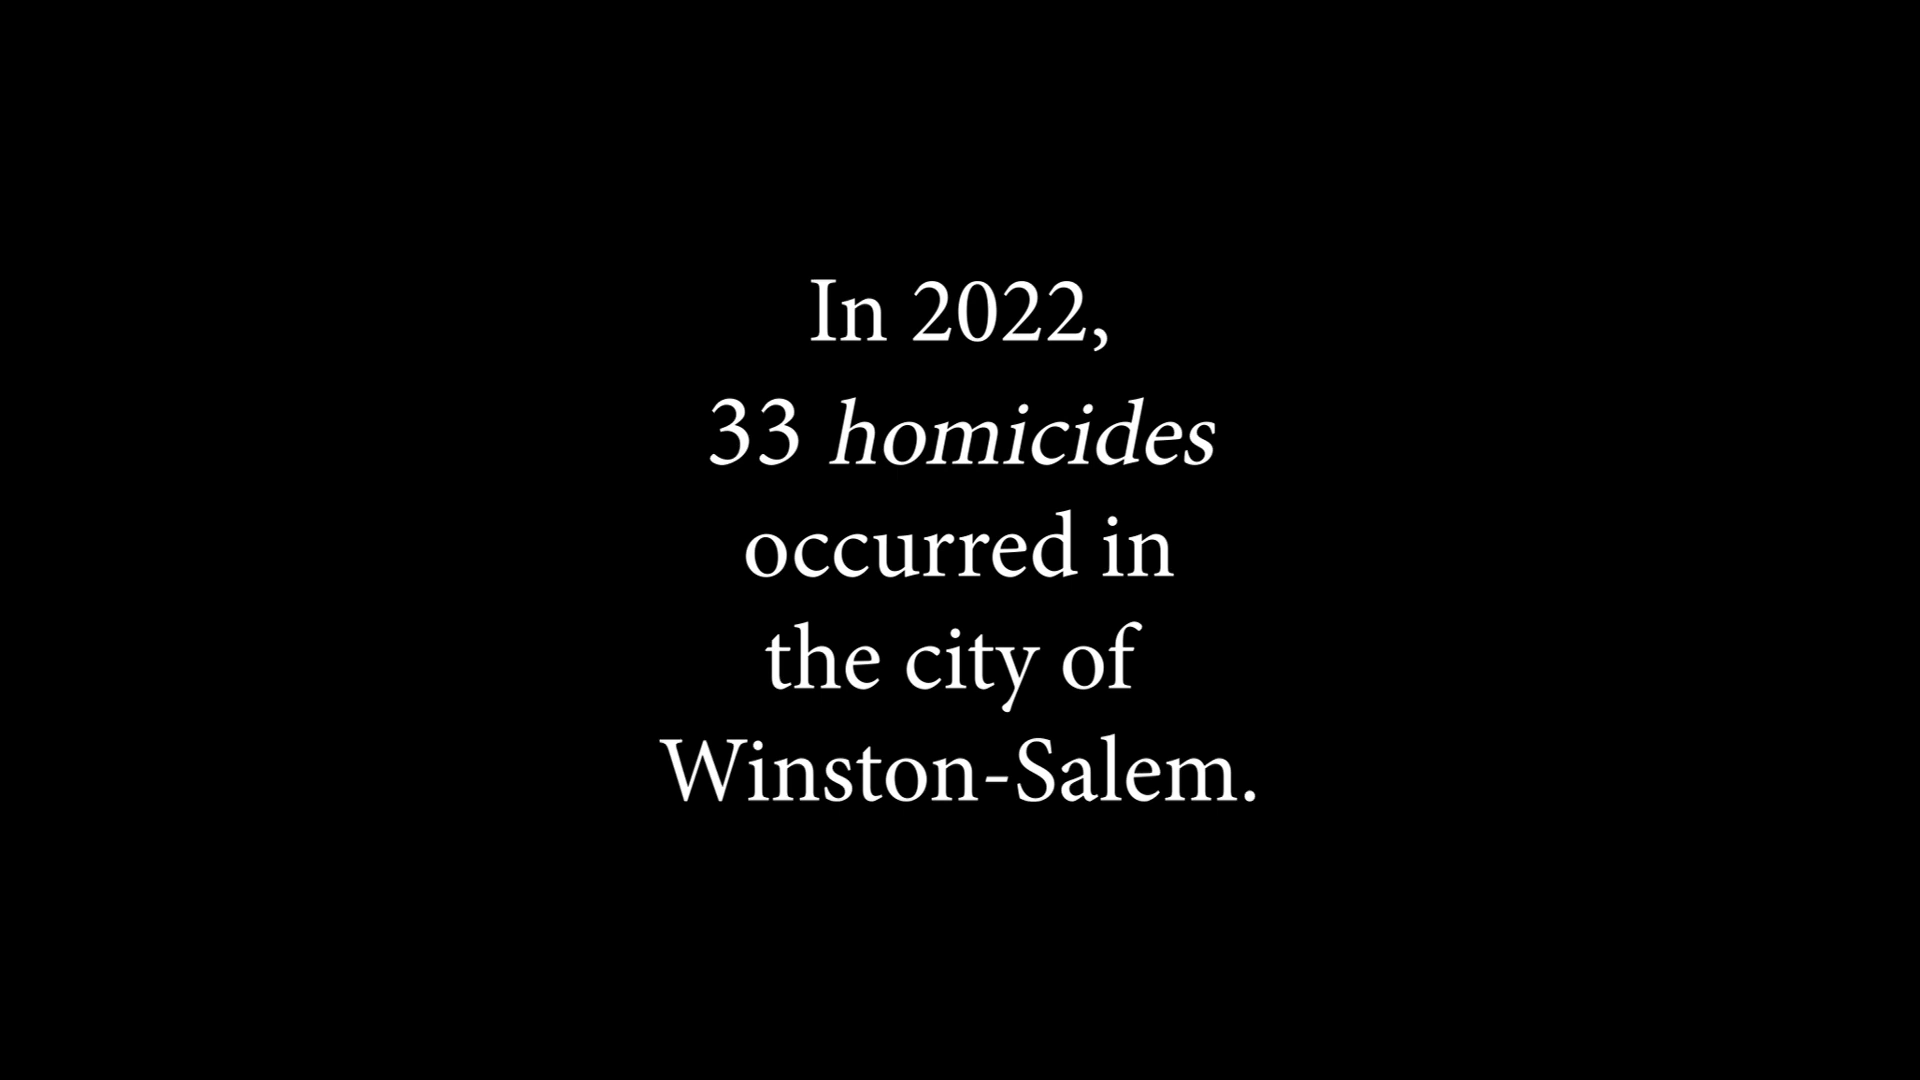 In 2022,
33 homicides
occurred in
the city of
Winston-Salem.